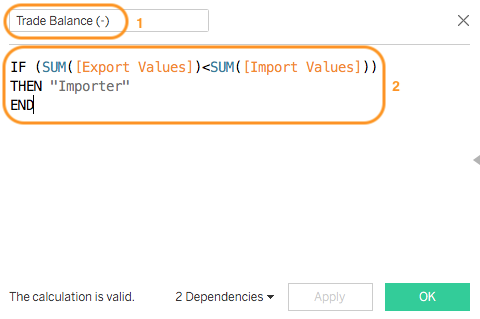 Trade Balance (-)
1
IF (SUM([Export Values])<SUM([Import Values]))
THEN "Importer"
END
2
The calculation is valid.
2 Dependencies
Apply
OK